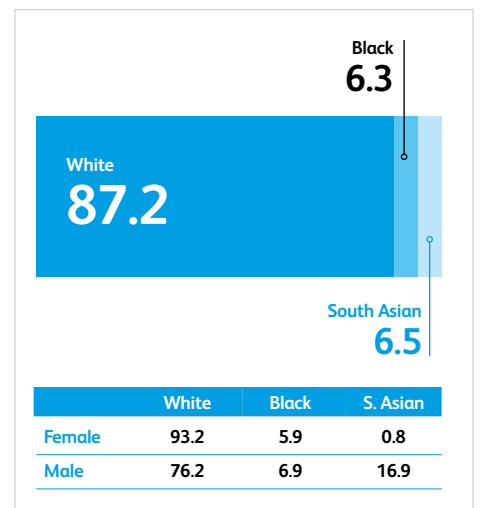 Black
6.3
White
87.2
South Asian
6.5
White Black S. Asian
Female 93.2 5.9 0.8
Male 76.2 6.9 16.9